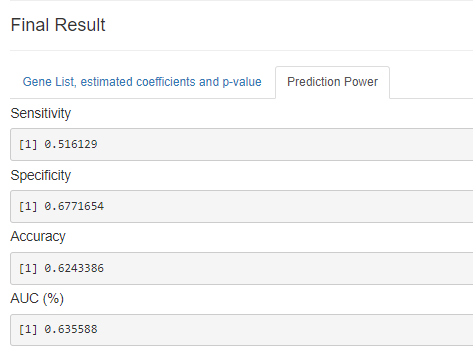 Final Result
Gene List, estimated coefficients and p-value Prediction Power
Sensitivity
[1] 0.516129
Specificity
[1] 0.6771654
Accuracy
[1] 0.6243386
AUC (%)
[1] 0.635588